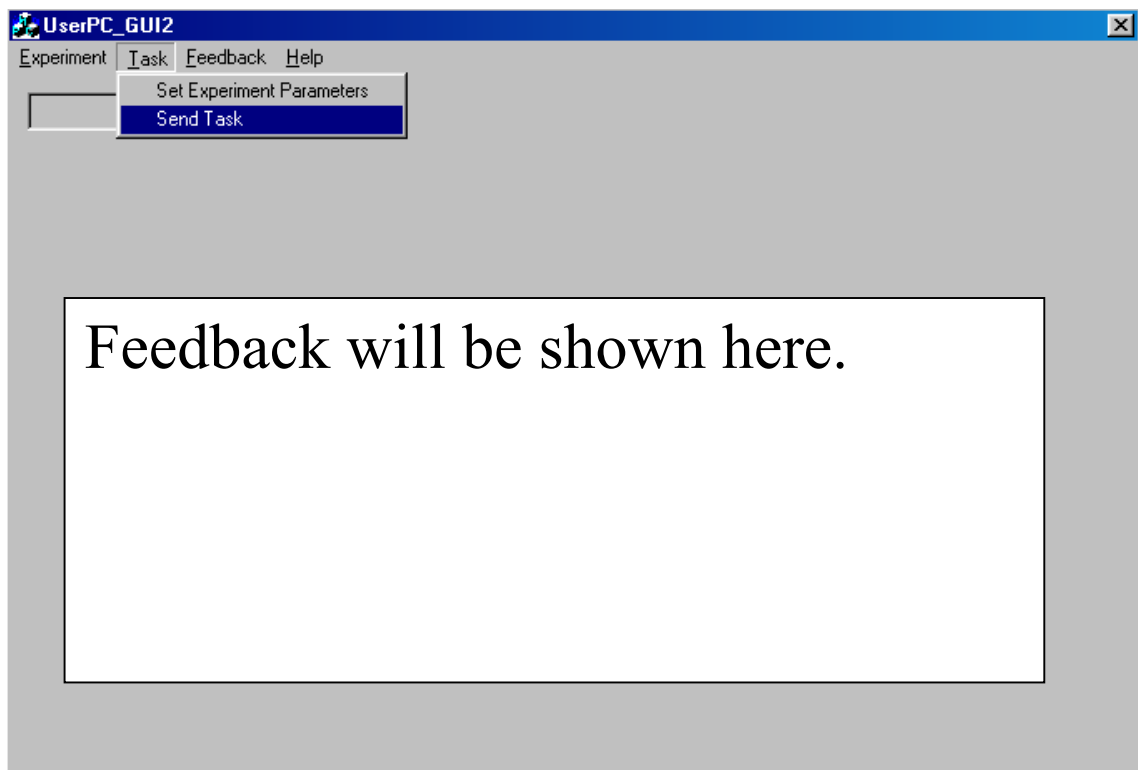 UserPC_GUI2
Experiment Task Feedback Help
Set Experiment Parameters
Send Task
Feedback will be shown here.